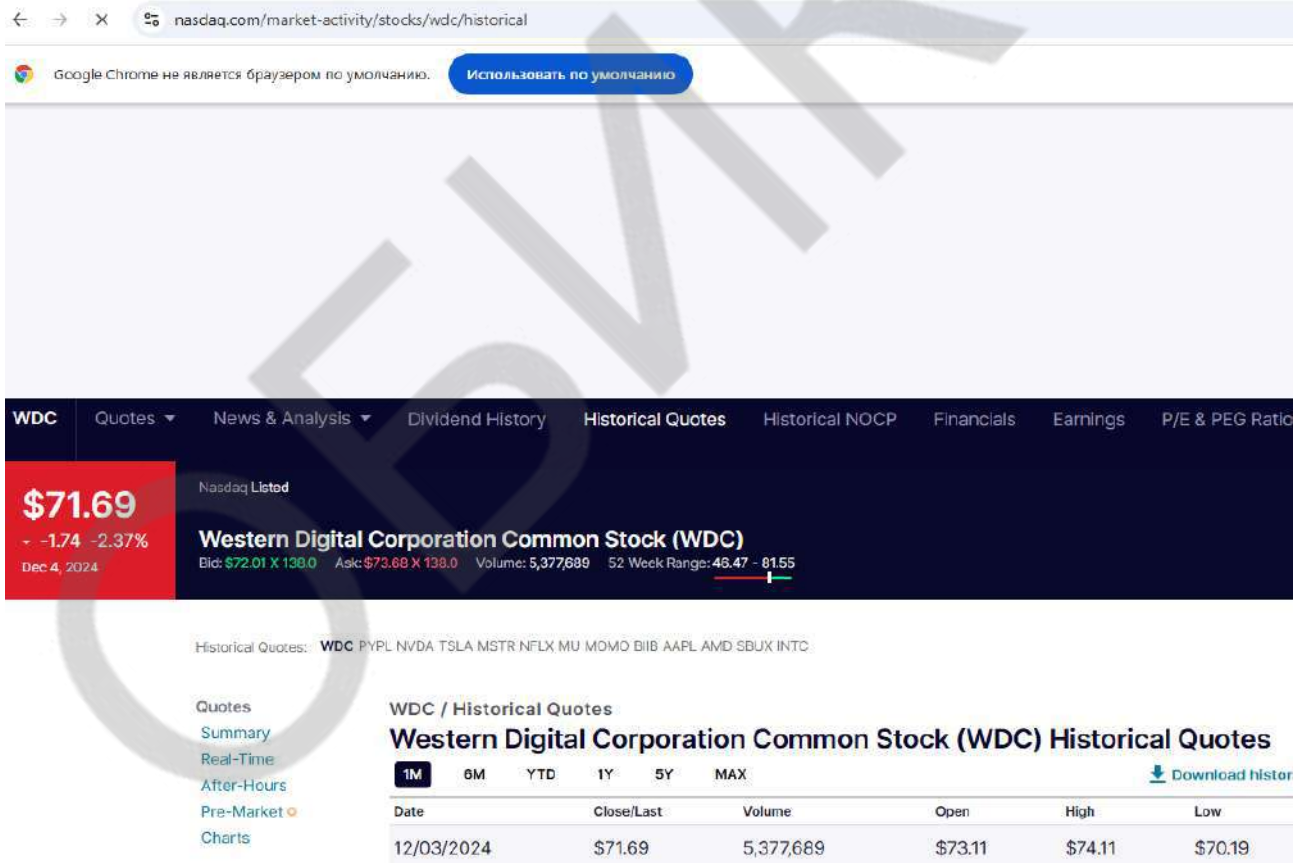 nasdaq.com/market-activity/stocks/wdc/historical
Google Chrome не является браузером по умолчанию. Использовать по умолчанию
WDC Quotes News & Analysis Dividend History Historical Quotes Historical NOCP Financials Earnings P/E & PEG Ratio
$71.69
-1.74 -2.37%
Dec 4, 2024
Nasdaq Listed
Western Digital Corporation Common Stock (WDC)
Bid: $72.01 X 138.0 Ask: $73.68 X 138.0 Volume: 5,377,689 52 Week Range: 46.47 - 81.55
Historical Quotes: WDC PYPL NVDA TSLA MSTR NFLX MU MOMO BIIB AAPL AMD SBUX INTC
Quotes
Summary
Real-Time
After-Hours
Pre-Market
Charts
WDC / Historical Quotes
Western Digital Corporation Common Stock (WDC) Historical Quotes
1M 6M YTD 1Y 5Y MAX
Download histor
Date Close/Last Volume Open High Low
12/03/2024 $71.69 5,377,689 $73.11 $74.11 $70.19